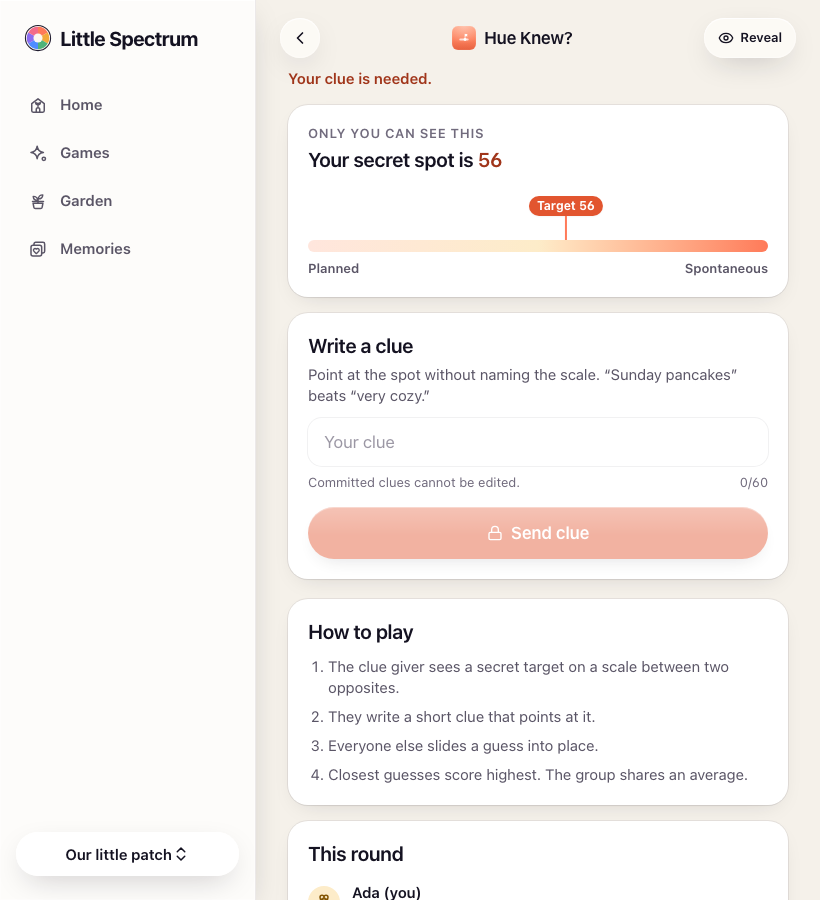 Little Spectrum
Home
Games
Garden
Memories
Our little patch
Hue Knew?
Reveal
Your clue is needed.
ONLY YOU CAN SEE THIS
Your secret spot is 56
Target 56
Planned
Spontaneous
Write a clue
Point at the spot without naming the scale. “Sunday pancakes”
beats “very cozy.”
Your clue
Committed clues cannot be edited.
0/60
Send clue
How to play
1. The clue giver sees a secret target on a scale between two
opposites.
2. They write a short clue that points at it.
3. Everyone else slides a guess into place.
4. Closest guesses score highest. The group shares an average.
This round
Ada (you)